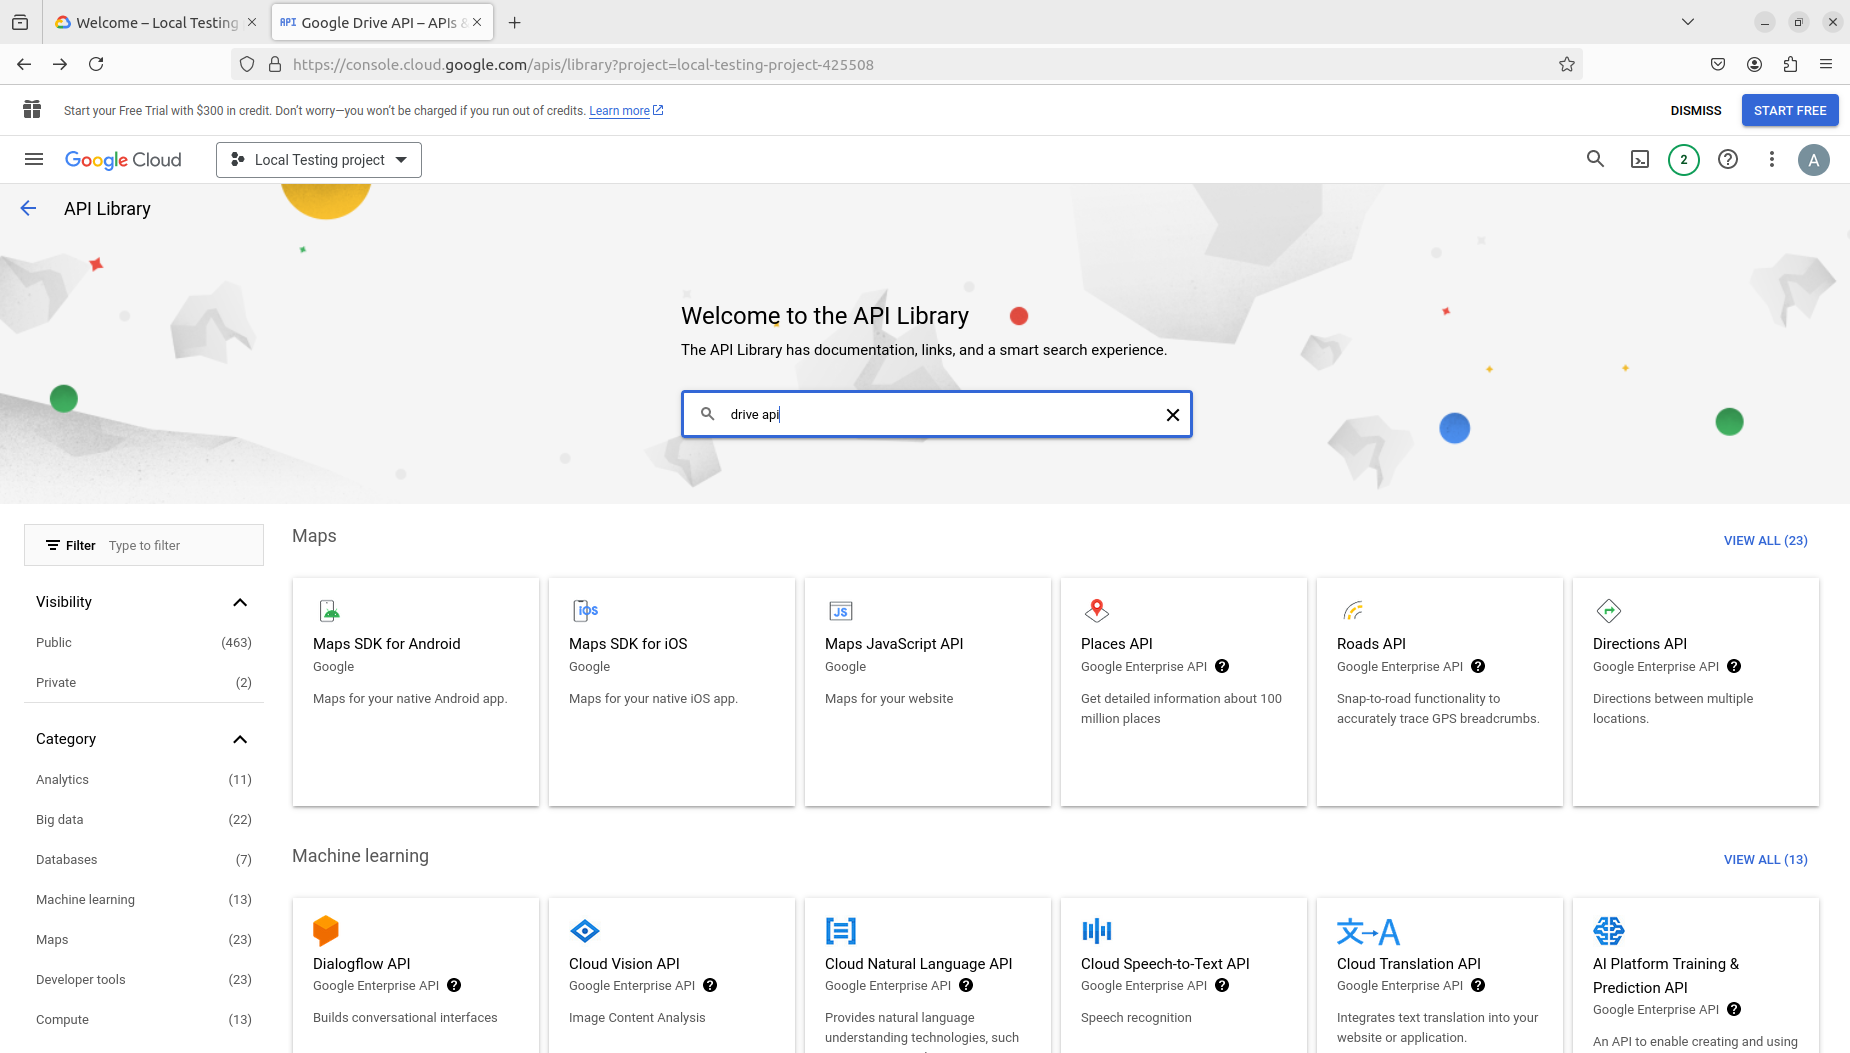 Welcome – Local Testing
API Google Drive API – APIs &
https://console.cloud.google.com/apis/library?project=local-testing-project-425508
Start your Free Trial with $300 in credit. Don't worry—you won't be charged if you run out of credits. Learn more
DISMISS
START FREE
Google Cloud
Local Testing project
2
A
API Library
Welcome to the API Library
The API Library has documentation, links, and a smart search experience.
drive api
Filter Type to filter
Visibility
Public (463)
Private (2)
Category
Analytics (11)
Big data (22)
Databases (7)
Machine learning (13)
Maps (23)
Developer tools (23)
Compute (13)
Maps
VIEW ALL (23)
Maps SDK for Android
Google
Maps for your native Android app.
iOS
Maps SDK for iOS
Google
Maps for your native iOS app.
JS
Maps JavaScript API
Google
Maps for your website
Places API
Google Enterprise API
Get detailed information about 100
million places
Roads API
Google Enterprise API
Snap-to-road functionality to
accurately trace GPS breadcrumbs.
Directions API
Google Enterprise API
Directions between multiple
locations.
Machine learning
VIEW ALL (13)
Dialogflow API
Google Enterprise API
Builds conversational interfaces
Cloud Vision API
Google Enterprise API
Image Content Analysis
Cloud Natural Language API
Google Enterprise API
Provides natural language
understanding technologies, such
Cloud Speech-to-Text API
Google Enterprise API
Speech recognition
文→A
Cloud Translation API
Google Enterprise API
Integrates text translation into your
website or application.
AI Platform Training &
Prediction API
Google Enterprise API
An API to enable creating and using